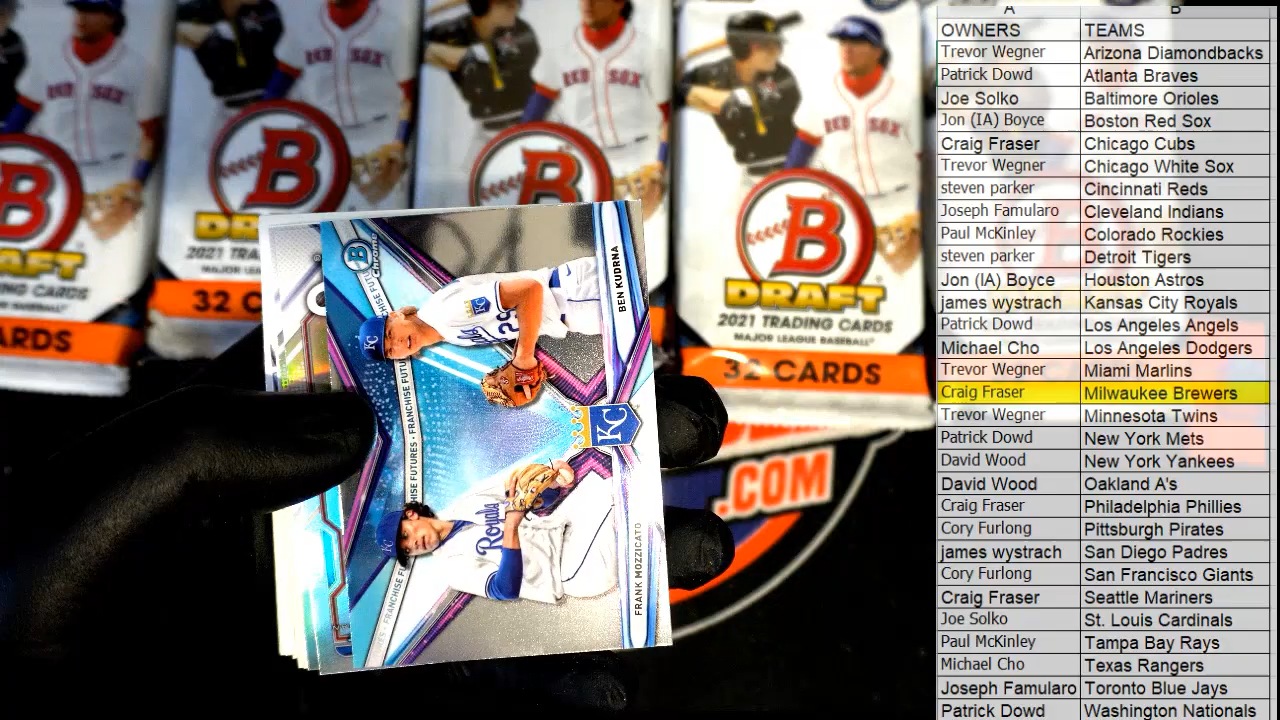 A B
OWNERS TEAMS
Trevor Wegner Arizona Diamondbacks
Patrick Dowd Atlanta Braves
Joe Solko Baltimore Orioles
Jon (IA) Boyce Boston Red Sox
Craig Fraser Chicago Cubs
Trevor Wegner Chicago White Sox
steven parker Cincinnati Reds
Joseph Famularo Cleveland Indians
Paul McKinley Colorado Rockies
steven parker Detroit Tigers
Jon (IA) Boyce Houston Astros
james wystrach Kansas City Royals
Patrick Dowd Los Angeles Angels
Michael Cho Los Angeles Dodgers
Trevor Wegner Miami Marlins
Craig Fraser Milwaukee Brewers
Trevor Wegner Minnesota Twins
Patrick Dowd New York Mets
David Wood New York Yankees
David Wood Oakland A's
Craig Fraser Philadelphia Phillies
Cory Furlong Pittsburgh Pirates
james wystrach San Diego Padres
Cory Furlong San Francisco Giants
Craig Fraser Seattle Mariners
Joe Solko St. Louis Cardinals
Paul McKinley Tampa Bay Rays
Michael Cho Texas Rangers
Joseph Famularo Toronto Blue Jays
Patrick Dowd Washington Nationals
RED SOX
RED SOX
RED SOX
RED SOX
B
B
B
B
DRAFT
2021 TRADING CARDS
MAJOR LEAGUE BASEBALL
32 CARDS
2021 TRA
32 C
CARDS
.COM
B
Bowman
Chrome
FRANCHISE FUTURES
BEN KUDRNA
FRANK MOZZICATO
KC
KC
29
Royals